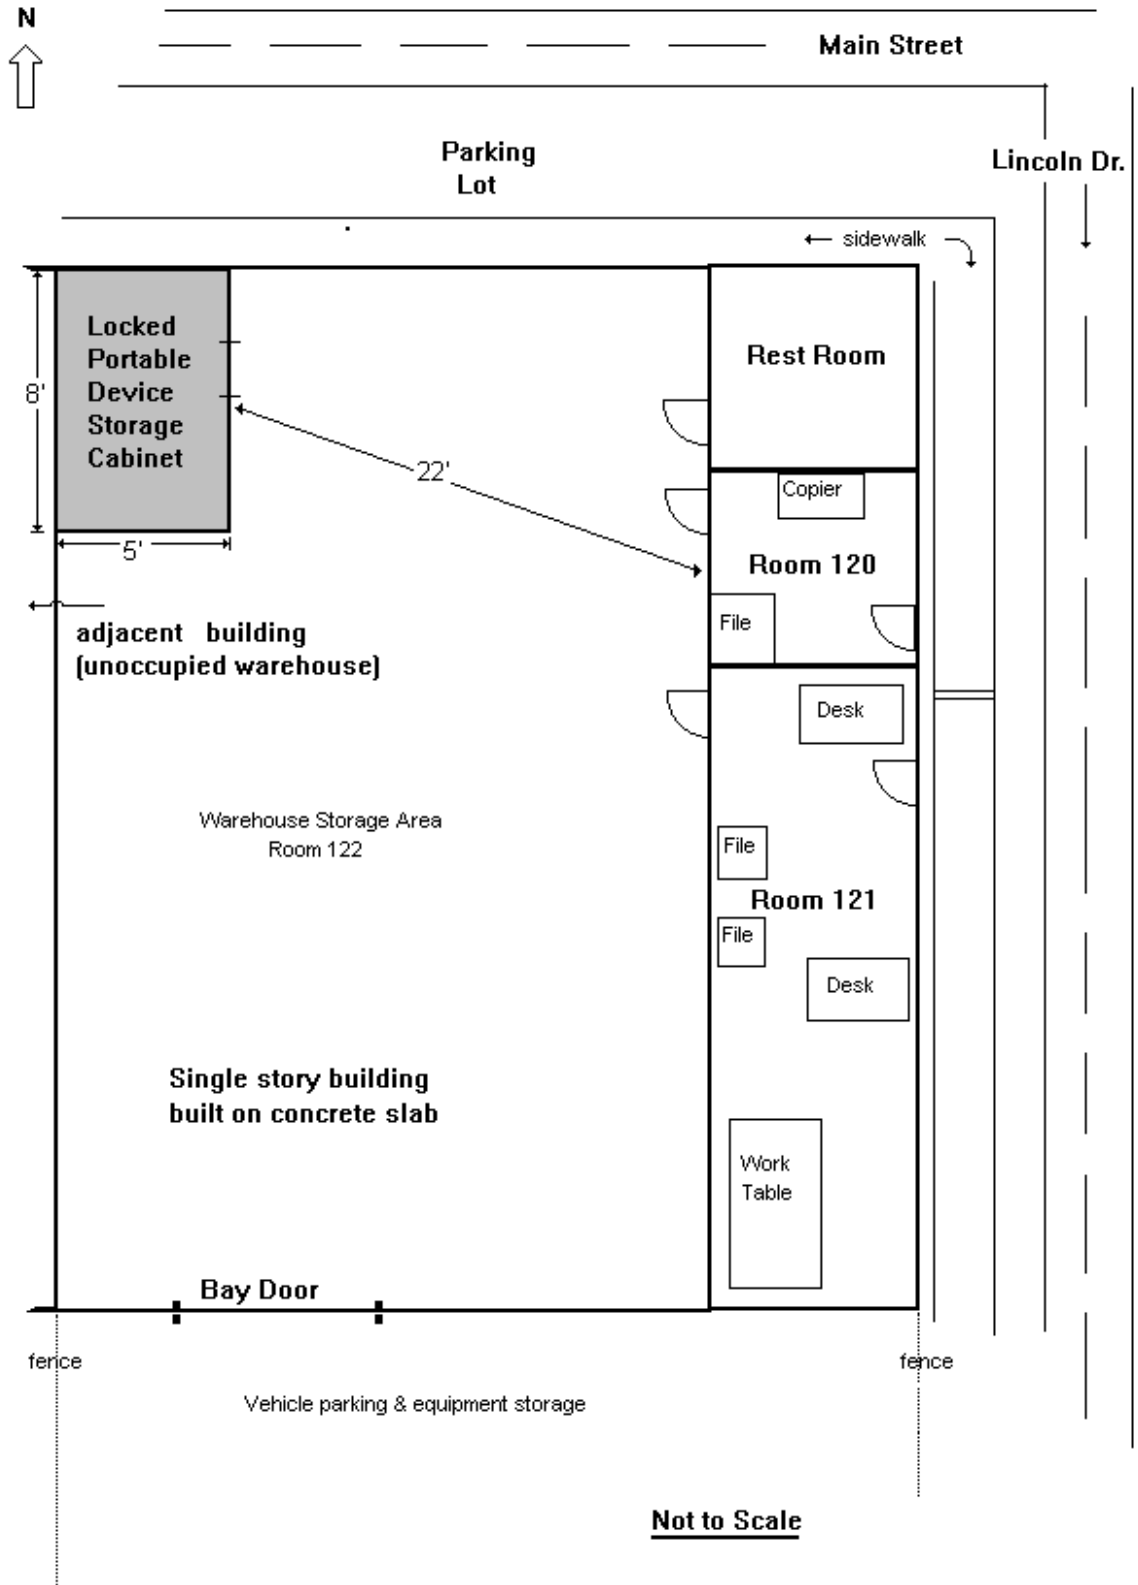 N
Main Street
Parking
Lot
Lincoln Dr.
sidewalk
Locked
Portable
Device
Storage
Cabinet
8'
5'
22'
Rest Room
Copier
Room 120
File
adjacent building
(unoccupied warehouse)
Desk
Warehouse Storage Area
Room 122
File
Room 121
File
Desk
Single story building
built on concrete slab
Work
Table
Bay Door
fence
fence
Vehicle parking & equipment storage
Not to Scale